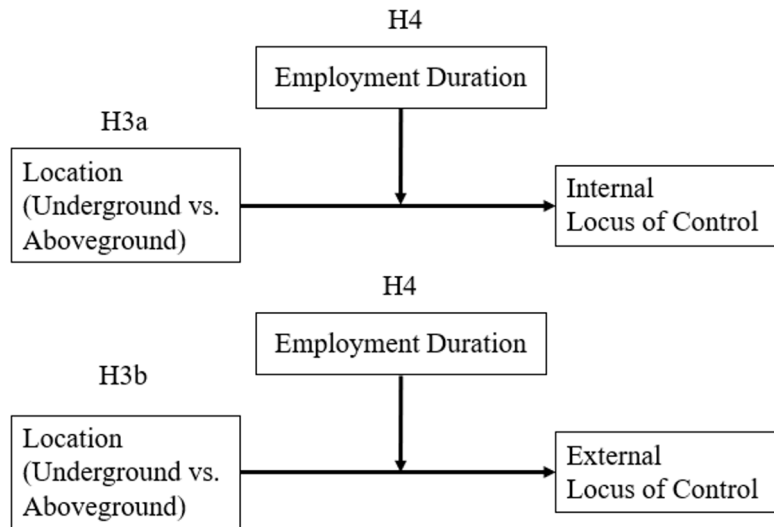 H4
Employment Duration
H3a
Location
(Underground vs.
Aboveground)
Internal
Locus of Control
H4
Employment Duration
H3b
Location
(Underground vs.
Aboveground)
External
Locus of Control